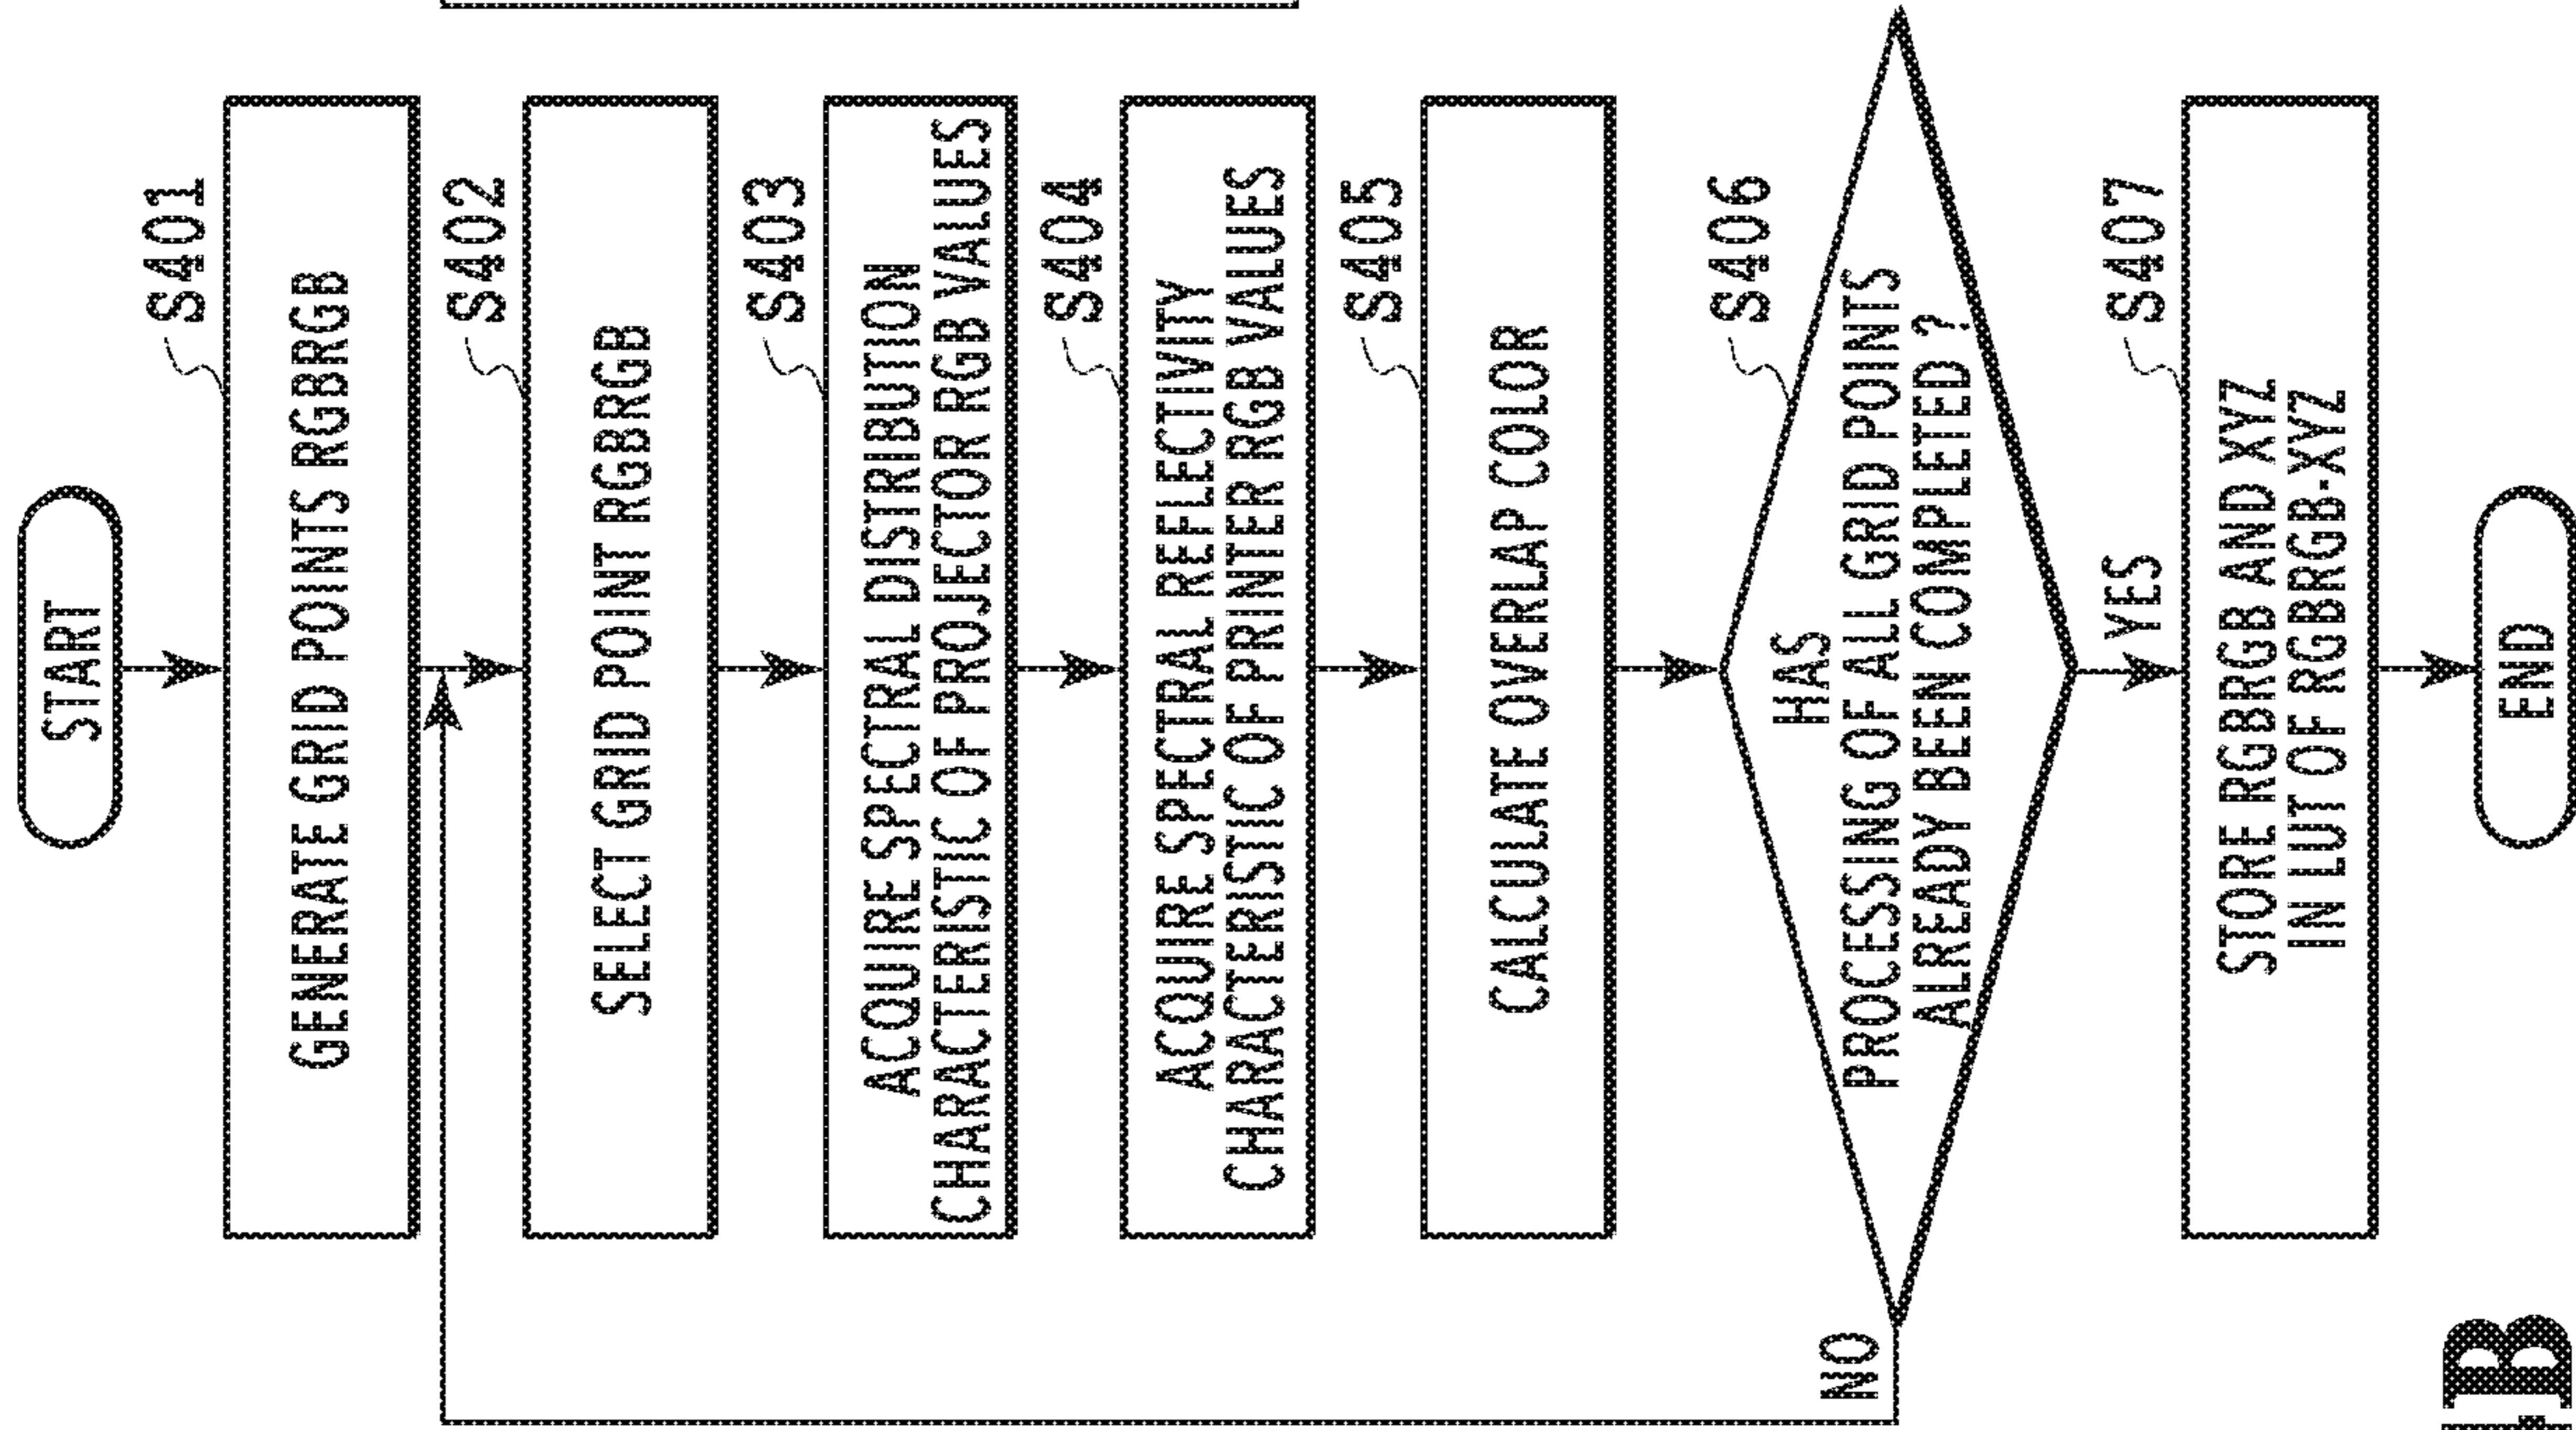 START
S401
GENERATE GRID POINTS RGBRGB
S402
SELECT GRID POINT RGBRGB
S403
ACQUIRE SPECTRAL DISTRIBUTION
CHARACTERISTIC OF PROJECTOR RGB VALUES
S404
ACQUIRE SPECTRAL REFLECTIVITY
CHARACTERISTIC OF PRINTER RGB VALUES
S405
CALCULATE OVERLAP COLOR
S406
HAS
PROCESSING OF ALL GRID POINTS
ALREADY BEEN COMPLETED ?
NO
YES
S407
STORE RGBRGB AND XYZ
IN LUT OF RGBRGB-XYZ
END
B